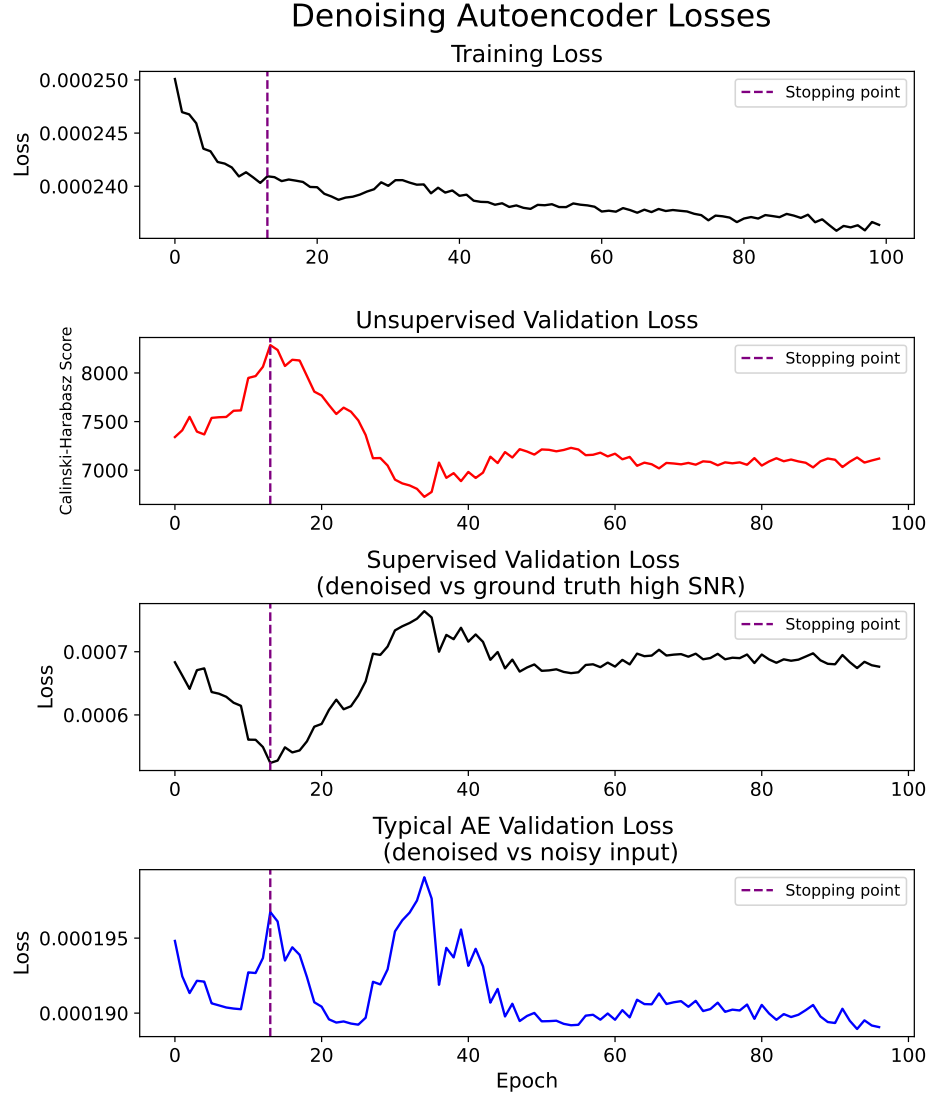 Denoising Autoencoder Losses
Training Loss
Loss
0.000250
0.000245
0.000240
Stopping point
0 20 40 60 80 100
Unsupervised Validation Loss
Calinski-Harabasz Score
8000
7500
7000
Stopping point
0 20 40 60 80 100
Supervised Validation Loss
(denoised vs ground truth high SNR)
Loss
0.0007
0.0006
Stopping point
0 20 40 60 80 100
Typical AE Validation Loss
(denoised vs noisy input)
Loss
0.000195
0.000190
Stopping point
0 20 40 60 80 100
Epoch